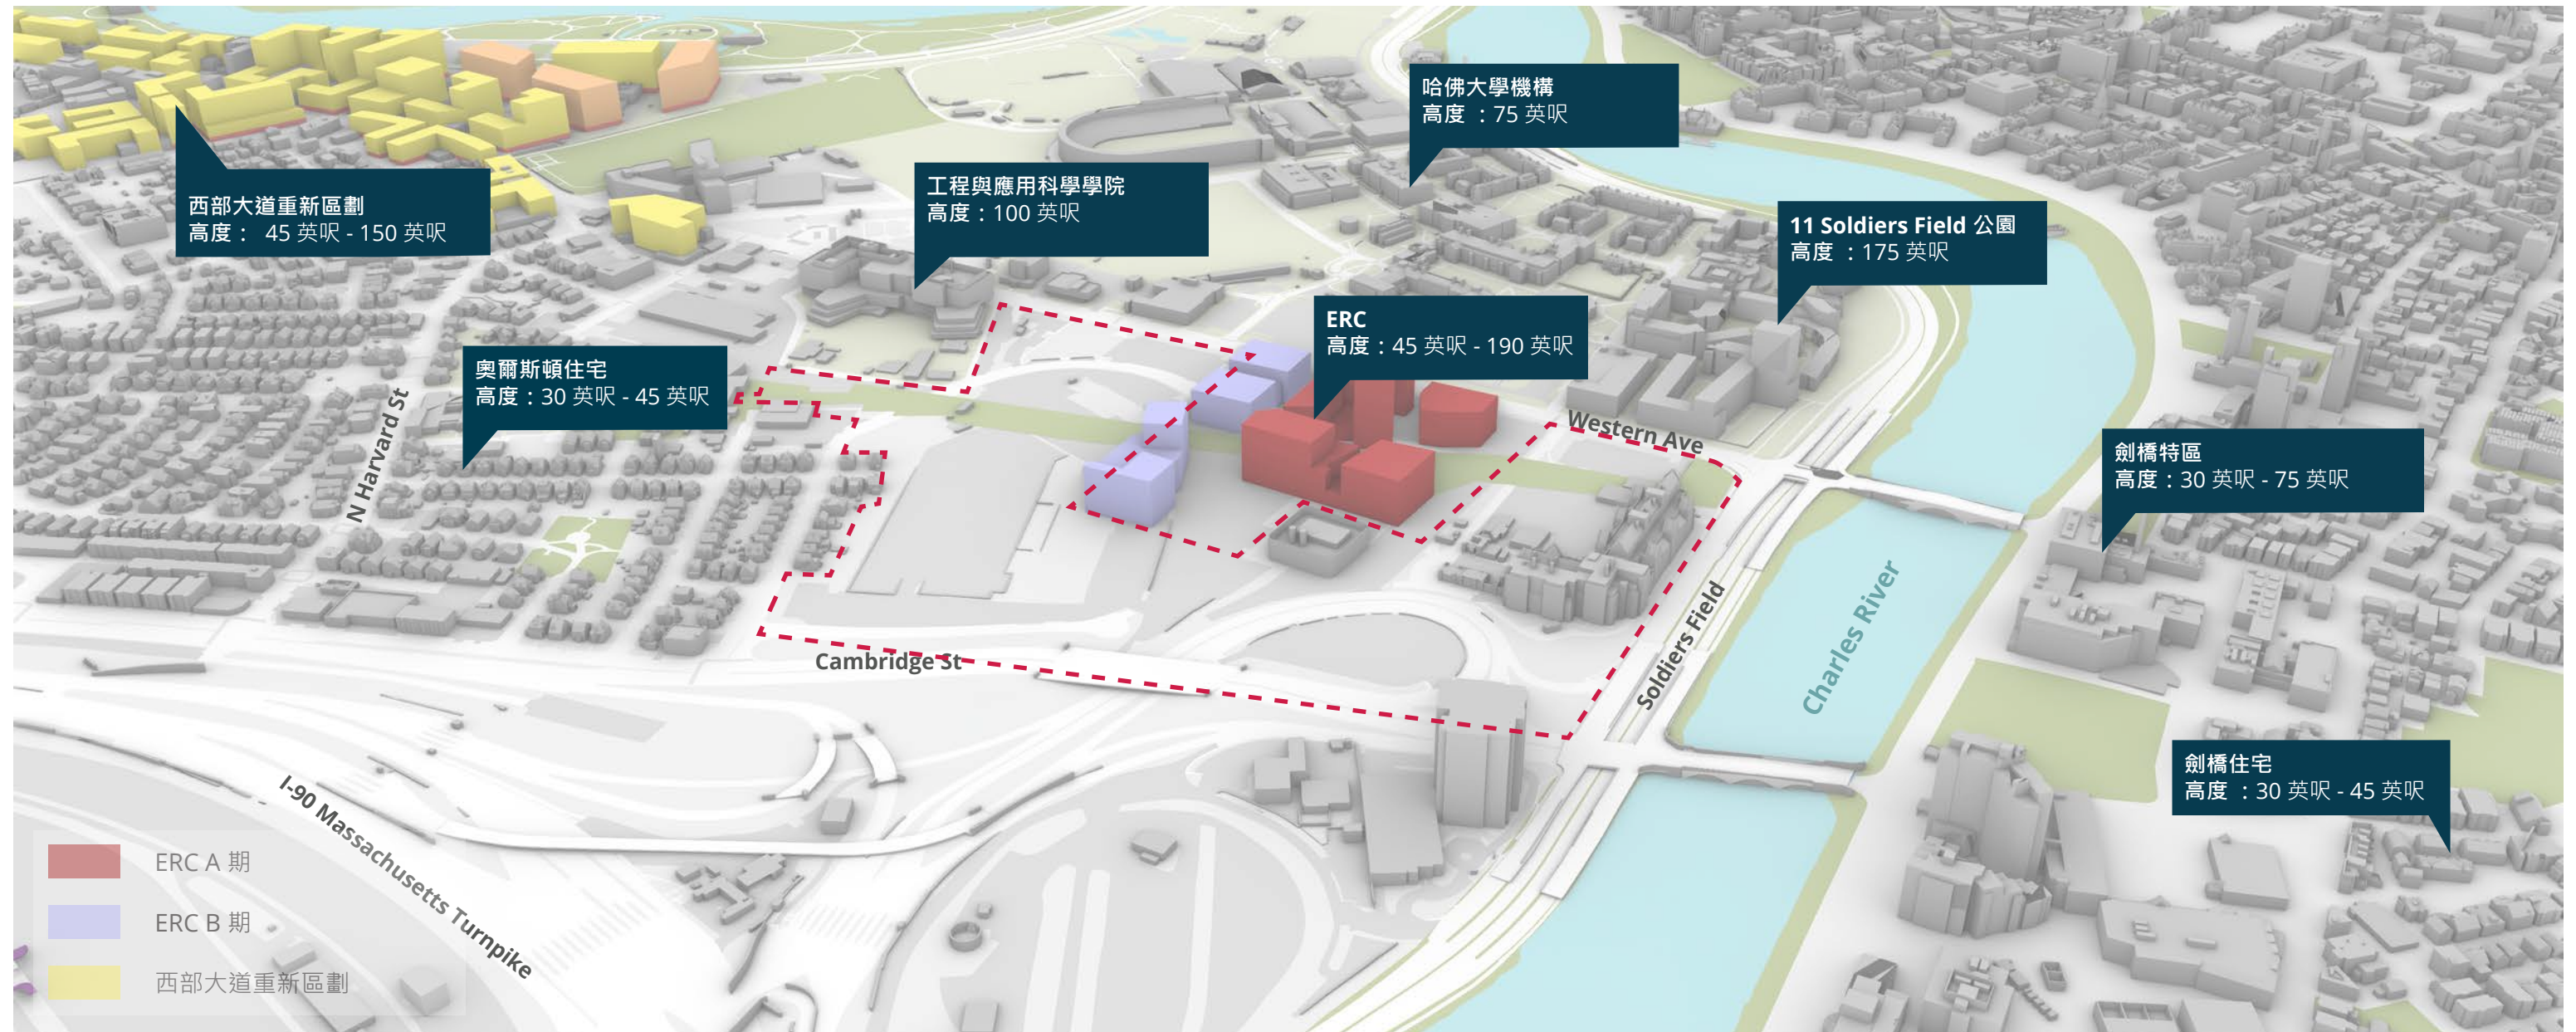 哈佛大學機構
高度 ：75 英呎
工程與應用科學學院
高度：100 英呎
西部大道重新區劃
高度： 45 英呎 - 150 英呎
11 Soldiers Field 公園
高度 ：175 英呎
ERC
高度：45 英呎 - 190 英呎
奧爾斯頓住宅
高度：30 英呎 - 45 英呎
N Harvard St
Western Ave
劍橋特區
高度：30 英呎 - 75 英呎
Soldiers Field
Charles River
Cambridge St
劍橋住宅
高度 ：30 英呎 - 45 英呎
I-90 Massachusetts Turnpike
ERC A 期
ERC B 期
西部大道重新區劃